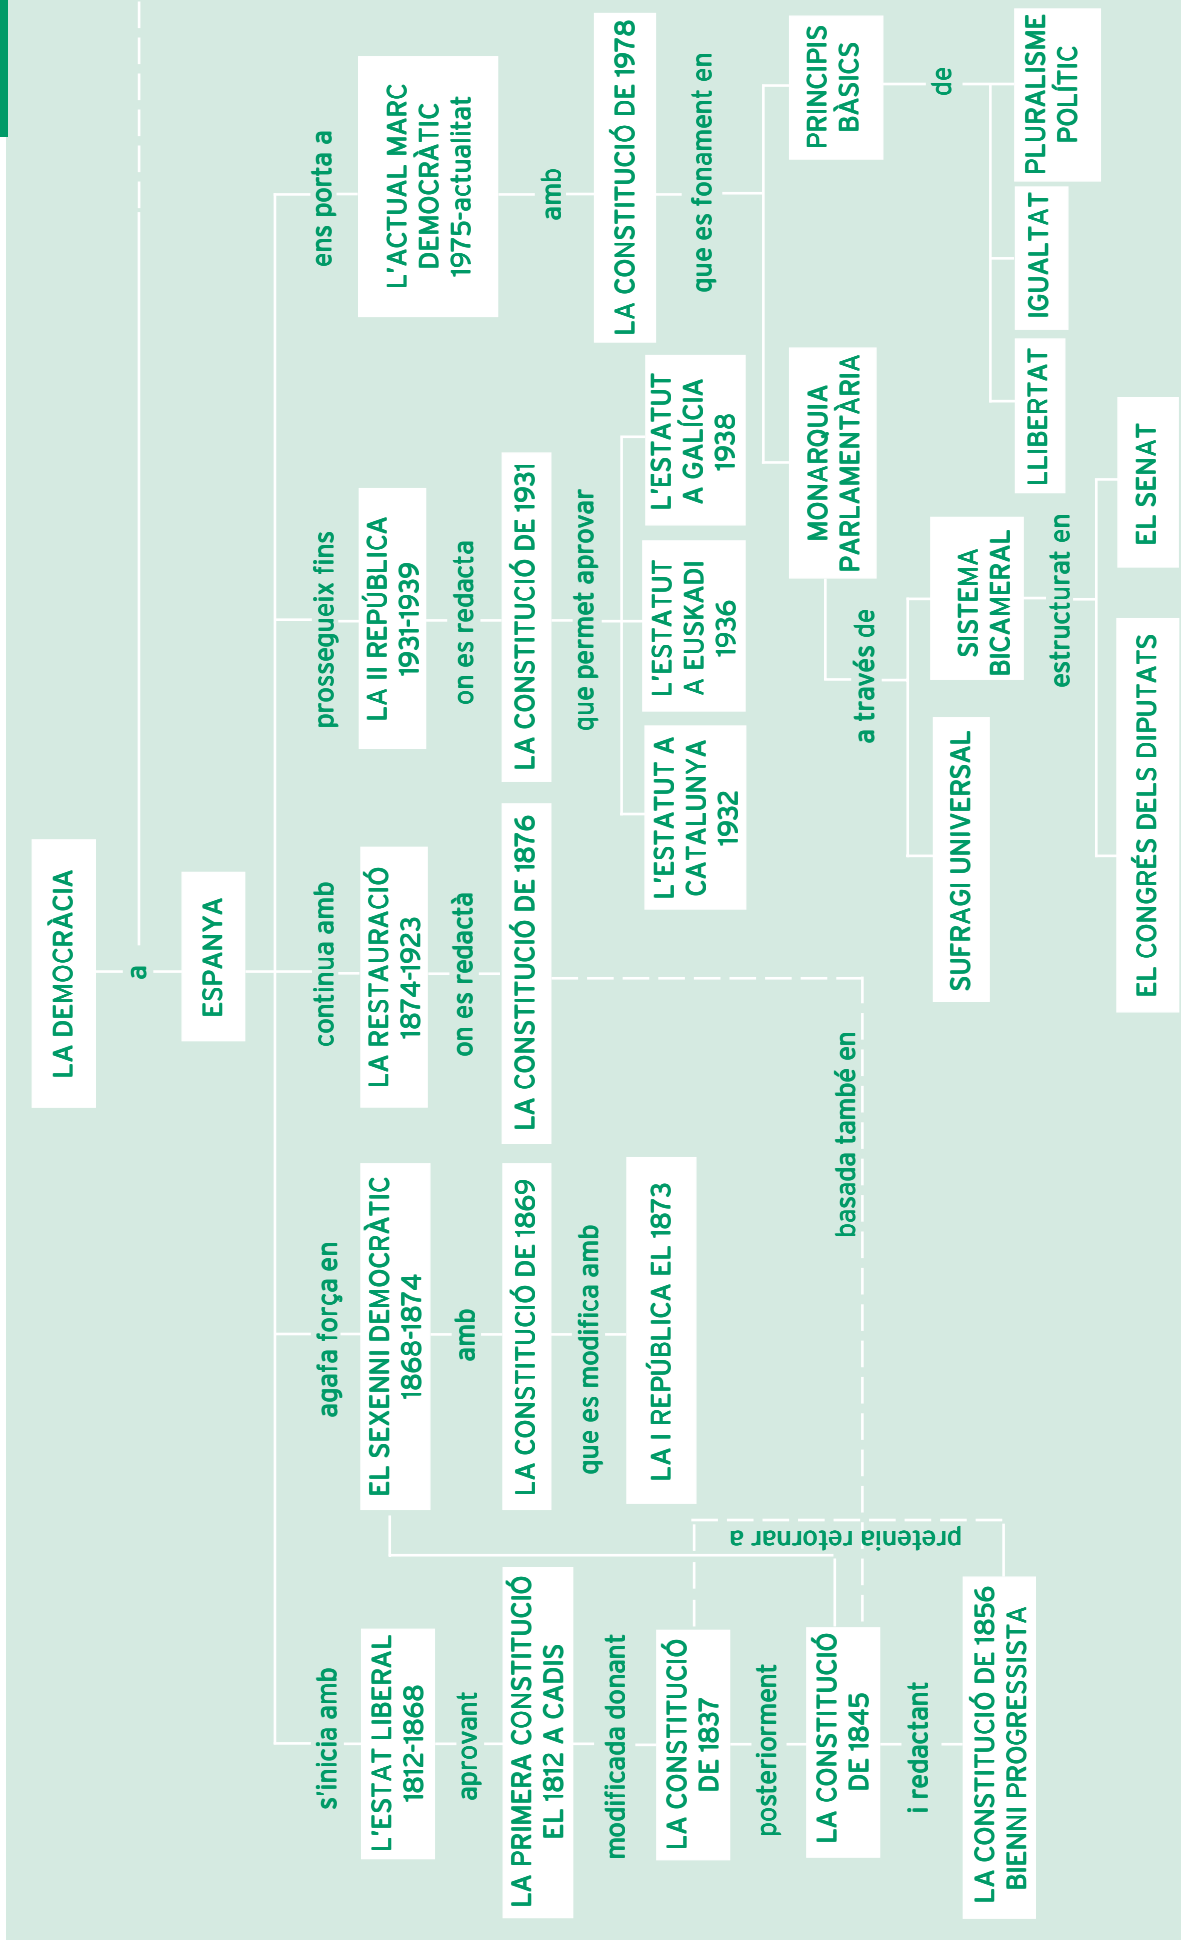 LA DEMOCRÀCIA
a
ESPANYA
s'inicia amb
L'ESTAT LIBERAL
1812-1868
aprovant
LA PRIMERA CONSTITUCIÓ
EL 1812 A CADIS
modificada donant
LA CONSTITUCIÓ
DE 1837
posteriorment
LA CONSTITUCIÓ
DE 1845
i redactant
LA CONSTITUCIÓ DE 1856
BIENNI PROGRESSISTA
pretenia retornar a
agafa força en
EL SEXENNI DEMOCRÀTIC
1868-1874
amb
LA CONSTITUCIÓ DE 1869
que es modifica amb
LA I REPÚBLICA EL 1873
continua amb
LA RESTAURACIÓ
1874-1923
on es redactà
LA CONSTITUCIÓ DE 1876
basada també en
prossegueix fins
LA II REPÚBLICA
1931-1939
on es redacta
LA CONSTITUCIÓ DE 1931
que permet aprovar
L'ESTATUT A
CATALUNYA
1932
L'ESTATUT
A EUSKADI
1936
L'ESTATUT
A GALÍCIA
1938
ens porta a
L'ACTUAL MARC
DEMOCRÀTIC
1975-actualitat
amb
LA CONSTITUCIÓ DE 1978
que es fonament en
MONARQUIA
PARLAMENTÀRIA
a través de
SUFRAGI UNIVERSAL
SISTEMA
BICAMERAL
estructurat en
EL CONGRÉS DELS DIPUTATS
EL SENAT
PRINCIPIS
BÀSICS
de
LLIBERTAT
IGUALTAT
PLURALISME
POLÍTIC